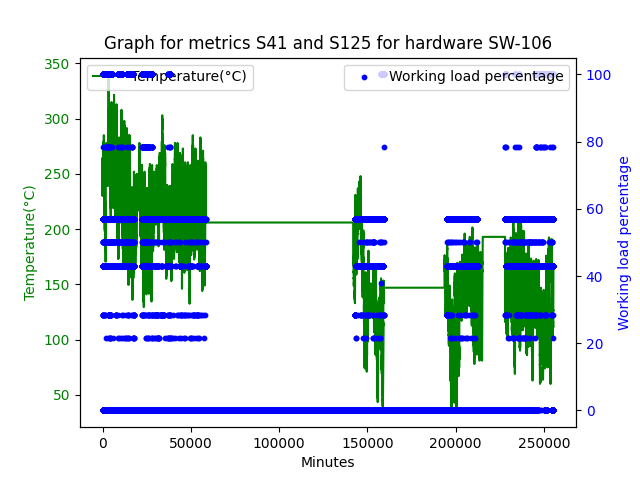 Graph for metrics S41 and S125 for hardware SW-106
Temperature(°C)
Working load percentage
350
300
250
200
150
100
50
Temperature(°C)
100
80
60
40
20
0
Working load percentage
0 50000 100000 150000 200000 250000
Minutes